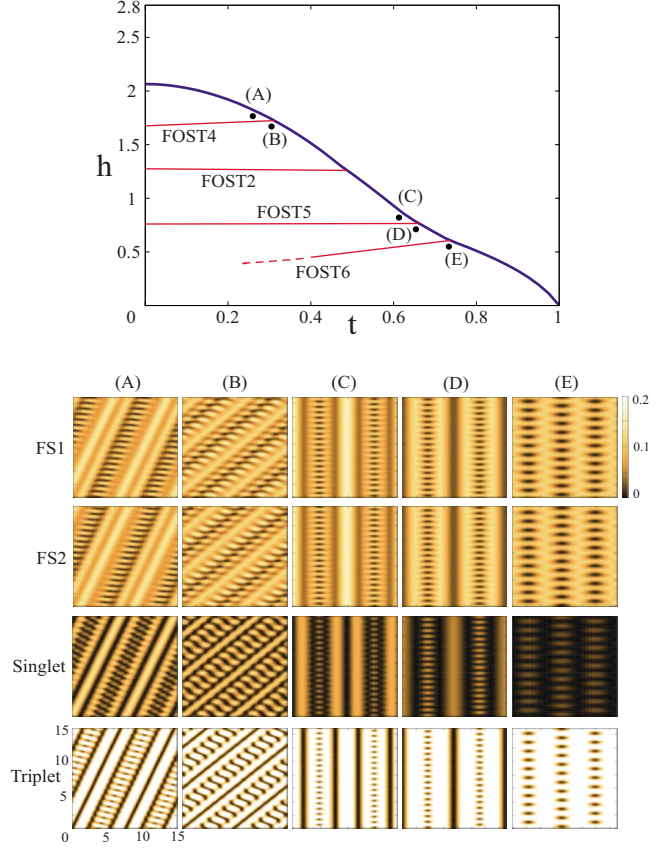 2.8
2
1.5
1
0.5
0
h
(A)
(B)
FOST4
FOST2
(C)
FOST5
(D)
FOST6
(E)
0 0.2 0.4 0.6 0.8 1
t
(A) (B) (C) (D) (E)
FS1
0.2
0.1
0
FS2
Singlet
Triplet
15
10
5
0
0 5 10 15